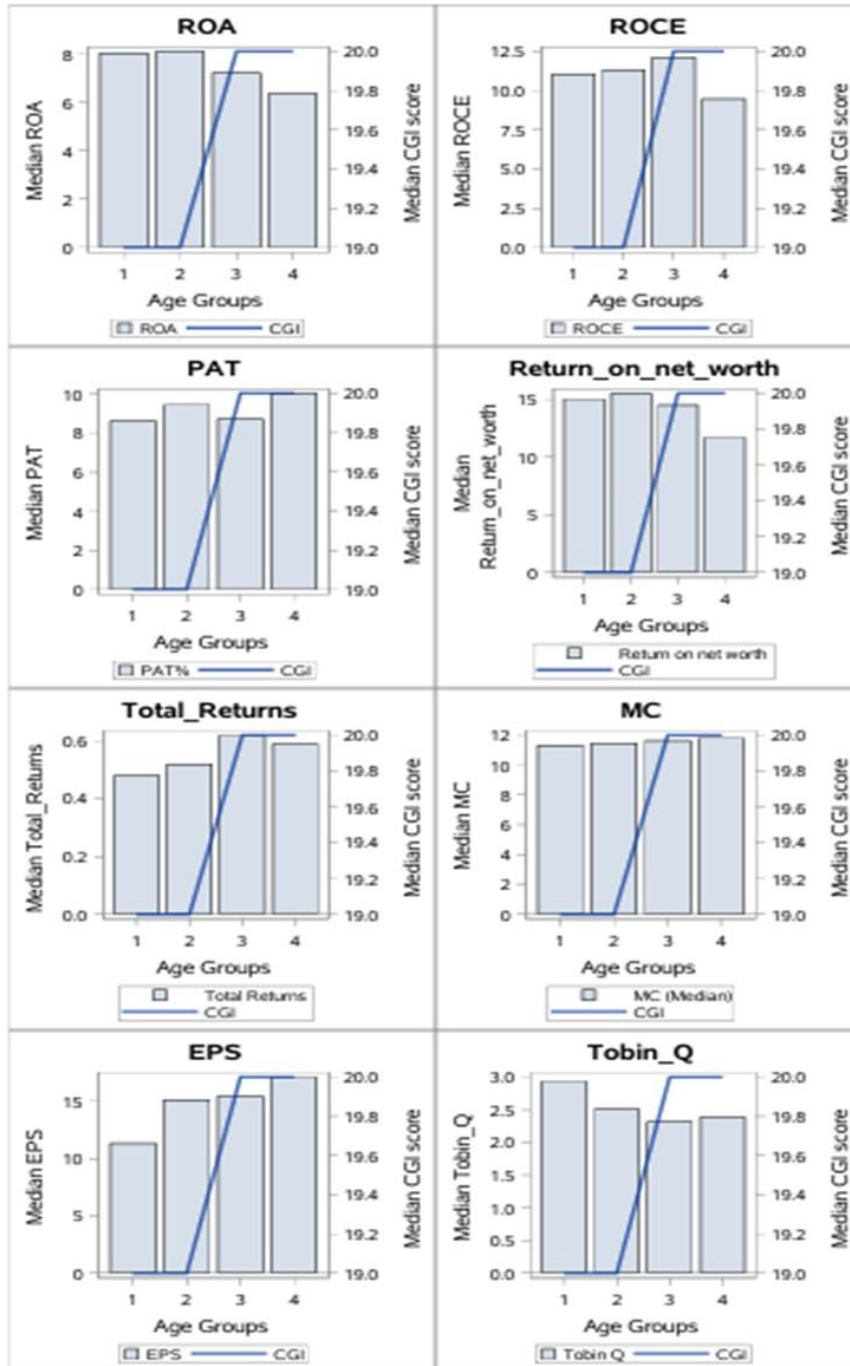 ROA
Median ROA
8
6
4
2
0
20.0
19.8
19.6
19.4
19.2
19.0
Median CGI score
1 2 3 4
Age Groups
ROA CGI
ROCE
Median ROCE
12.5
10.0
7.5
5.0
2.5
0.0
20.0
19.8
19.6
19.4
19.2
19.0
Median CGI score
1 2 3 4
Age Groups
ROCE CGI
PAT
Median PAT
10
8
6
4
2
0
20.0
19.8
19.6
19.4
19.2
19.0
Median CGI score
1 2 3 4
Age Groups
PAT% CGI
Return_on_net_worth
Median
Return_on_net_worth
15
10
5
0
20.0
19.8
19.6
19.4
19.2
19.0
Median CGI score
1 2 3 4
Age Groups
Return on net worth
CGI
Total_Returns
Median Total_Returns
0.6
0.4
0.2
0.0
20.0
19.8
19.6
19.4
19.2
19.0
Median CGI score
1 2 3 4
Age Groups
Total Returns
CGI
MC
Median MC
12
10
8
6
4
2
0
20.0
19.8
19.6
19.4
19.2
19.0
Median CGI score
1 2 3 4
Age Groups
MC (Median)
CGI
EPS
Median EPS
15
10
5
0
20.0
19.8
19.6
19.4
19.2
19.0
Median CGI score
1 2 3 4
Age Groups
EPS CGI
Tobin_Q
Median Tobin_Q
3.0
2.5
2.0
1.5
1.0
0.5
0.0
20.0
19.8
19.6
19.4
19.2
19.0
Median CGI score
1 2 3 4
Age Groups
Tobin Q CGI